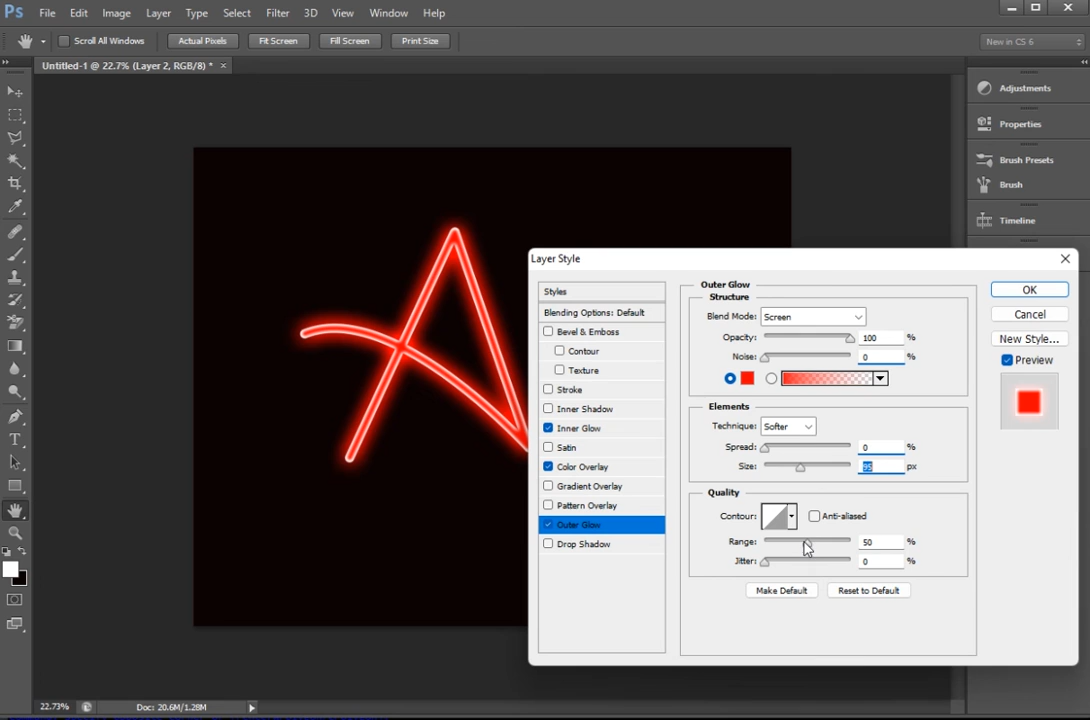 Ps File Edit Image Layer Type Select Filter 3D View Window Help
Scroll All Windows Actual Pixels Fit Screen Fill Screen Print Size New in CS 6
Untitled-1 @ 22.7% (Layer 2, RGB/8) * ×
Adjustments
Properties
Brush Presets
Brush
Timeline
A
Layer Style
Styles
Blending Options: Default
Bevel & Emboss
Contour
Texture
Stroke
Inner Shadow
Inner Glow
Satin
Color Overlay
Gradient Overlay
Pattern Overlay
Outer Glow
Drop Shadow
Outer Glow
Structure
Blend Mode: Screen
Opacity: 100 %
Noise: 0 %
Elements
Technique: Softer
Spread: 0 %
Size: 95 px
Quality
Contour: Anti-aliased
Range: 50 %
Jitter: 0 %
Make Default Reset to Default
OK
Cancel
New Style...
Preview
T
22.73% Doc: 20.6M/1.28M